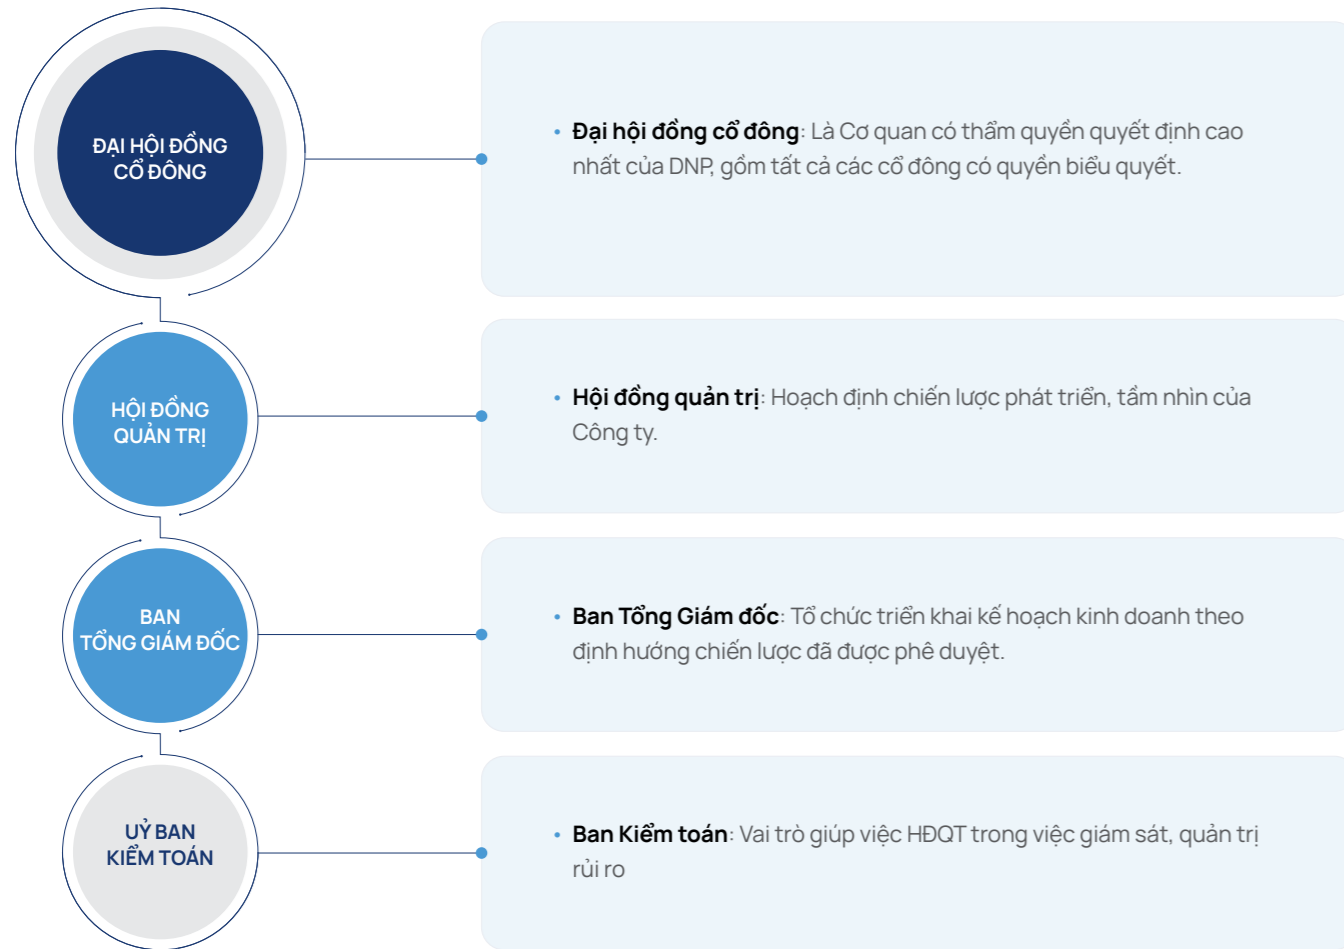 ĐẠI HỘI ĐỒNG
CỔ ĐÔNG
• Đại hội đồng cổ đông: Là Cơ quan có thẩm quyền quyết định cao
nhất của DNP, gồm tất cả các cổ đông có quyền biểu quyết.
HỘI ĐỒNG
QUẢN TRỊ
• Hội đồng quản trị: Hoạch định chiến lược phát triển, tầm nhìn của
Công ty.
BAN
TỔNG GIÁM ĐỐC
• Ban Tổng Giám đốc: Tổ chức triển khai kế hoạch kinh doanh theo
định hướng chiến lược đã được phê duyệt.
UỶ BAN
KIỂM TOÁN
• Ban Kiểm toán: Vai trò giúp việc HĐQT trong việc giám sát, quản trị
rủi ro